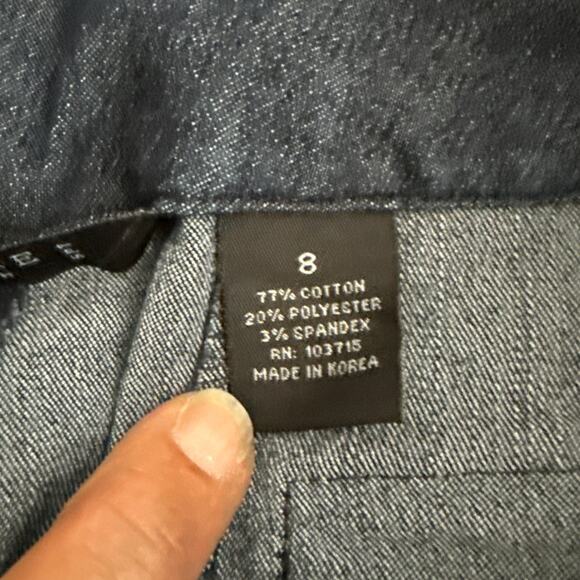 8
77% COTTON
20% POLYESTER
3% SPANDEX
RN: 103715
MADE IN KOREA